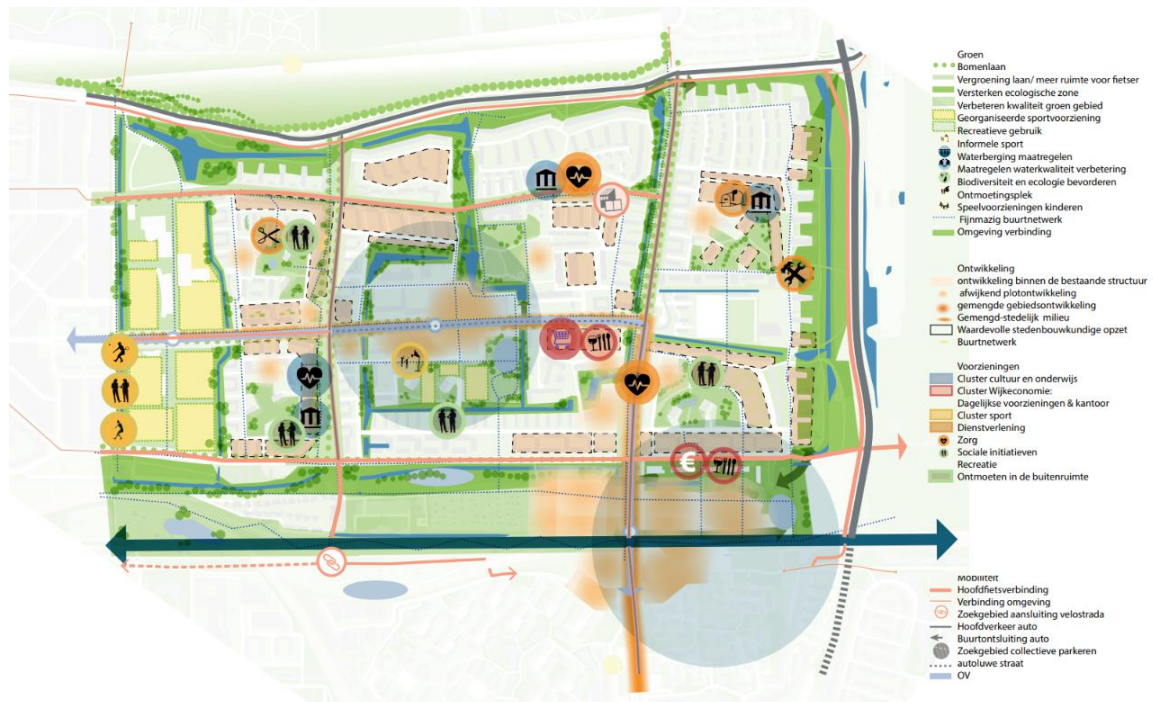 Groen
Bomenlaan
Vergroening laan/ meer ruimte voor fietser
Versterken ecologische zone
Verbeteren kwaliteit groen gebied
Georganiseerde sportvoorziening
Recreatieve gebruik
Informele sport
Waterberging maatregelen
Maatregelen waterkwaliteit verbetering
Biodiversiteit en ecologie bevorderen
Ontmoetingsplek
Speelvoorzieningen kinderen
Fijnmazig buurtnetwerk
Omgeving verbinding
Ontwikkeling
ontwikkeling binnen de bestaande structuur
afwijkend plotontwikkeling
gemengde gebiedsontwikkeling
Gemengd-stedelijk milieu
Waardevolle stedenbouwkundige opzet
Buurtnetwerk
Voorzieningen
Cluster cultuur en onderwijs
Cluster Wijkeconomie:
Dagelijkse voorzieningen & kantoor
Cluster sport
Dienstverlening
Zorg
Sociale initiatieven
Recreatie
Ontmoeten in de buitenruimte
€
Mobiliteit
Hoofdfietsverbinding
Verbinding omgeving
Zoekgebied aansluiting velostrada
Hoofdverkeer auto
Buurtontsluiting auto
Zoekgebied collectieve parkeren
autoluwe straat
OV